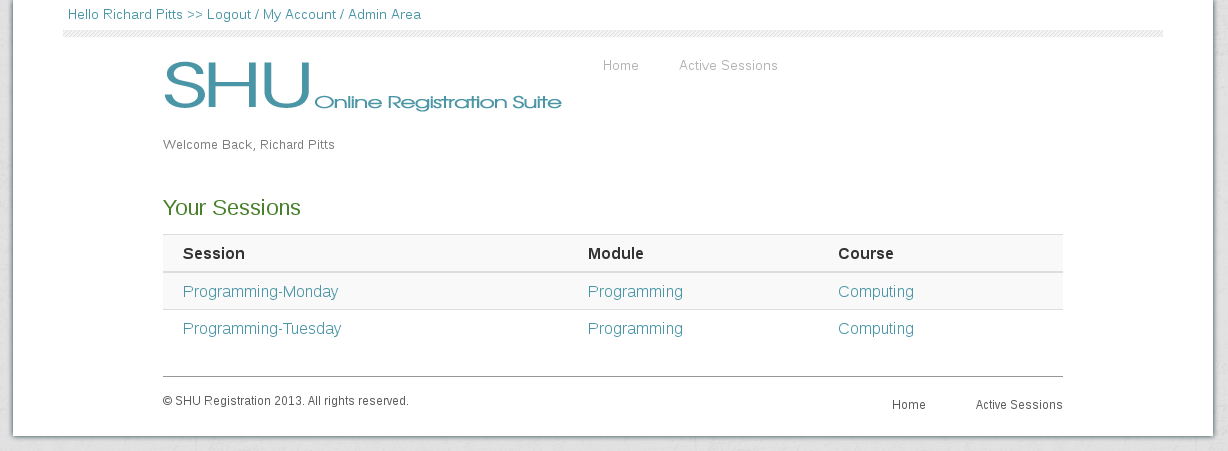 Hello Richard Pitts >> Logout / My Account / Admin Area
SHU Online Registration Suite
Home Active Sessions
Welcome Back, Richard Pitts
Your Sessions
Session Module Course
Programming-Monday Programming Computing
Programming-Tuesday Programming Computing
© SHU Registration 2013. All rights reserved.
Home Active Sessions